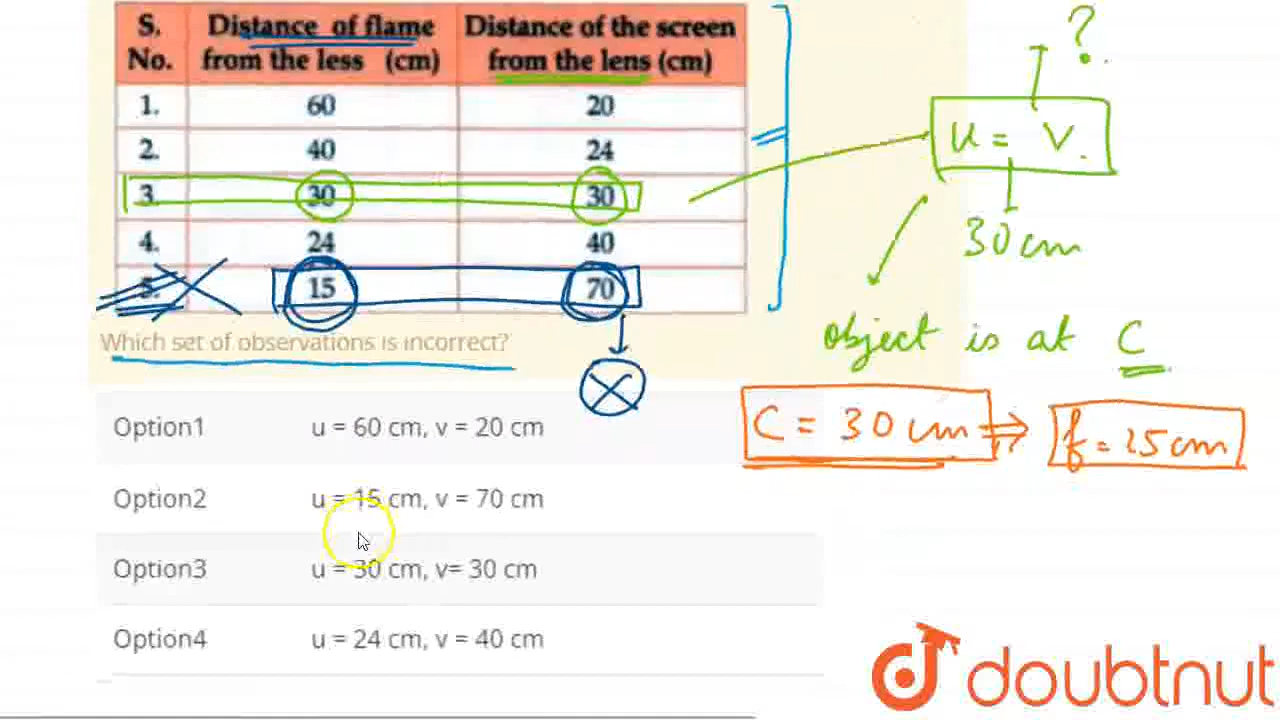 S. No. Distance of flame from the less (cm) Distance of the screen from the lens (cm)
1. 60 20
2. 40 24
3. 30 30
4. 24 40
5. 15 70
Which set of observations is incorrect?
Option1 u = 60 cm, v = 20 cm
Option2 u = 15 cm, v = 70 cm
Option3 u = 30 cm, v= 30 cm
Option4 u = 24 cm, v = 40 cm
?
u = v.
30 cm
object is at C
C = 30 cm ⇒ f = 15 cm
doubtnut